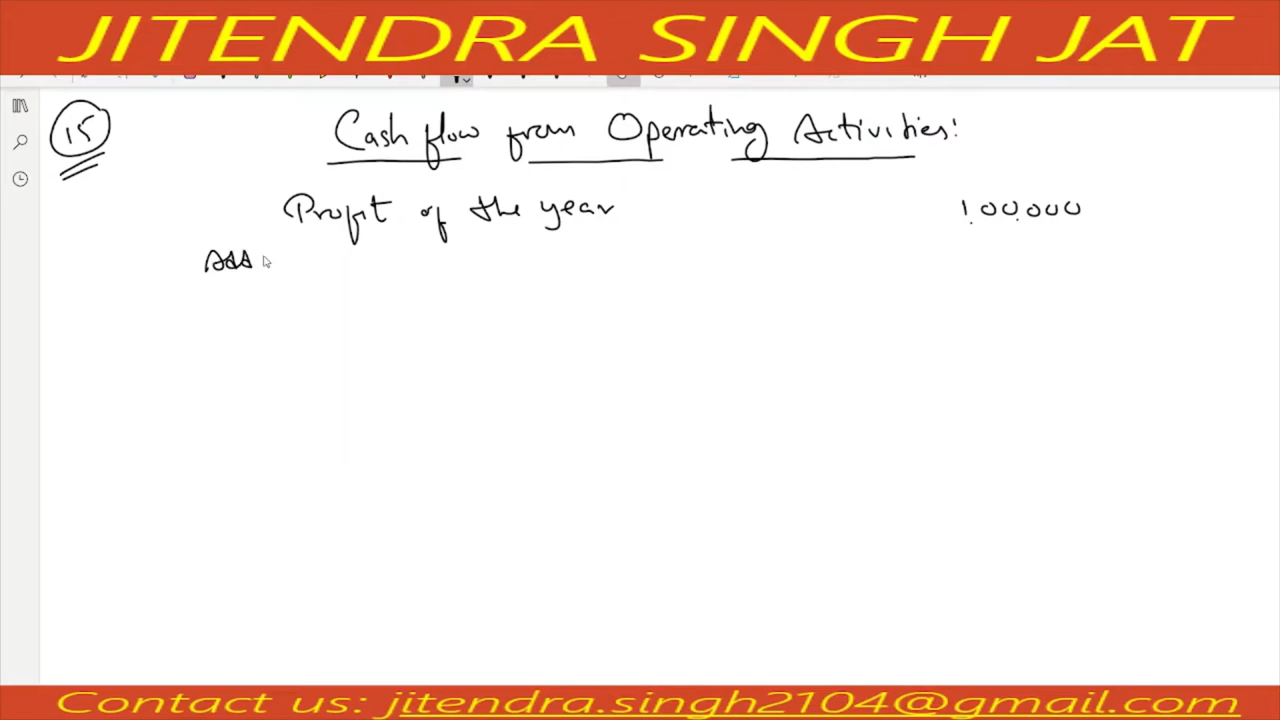 JITENDRA SINGH JAT
15
Cash flow from Operating Activities:
Profit of the year 1,00,000
Add
Contact us: jitendra.singh2104@gmail.com